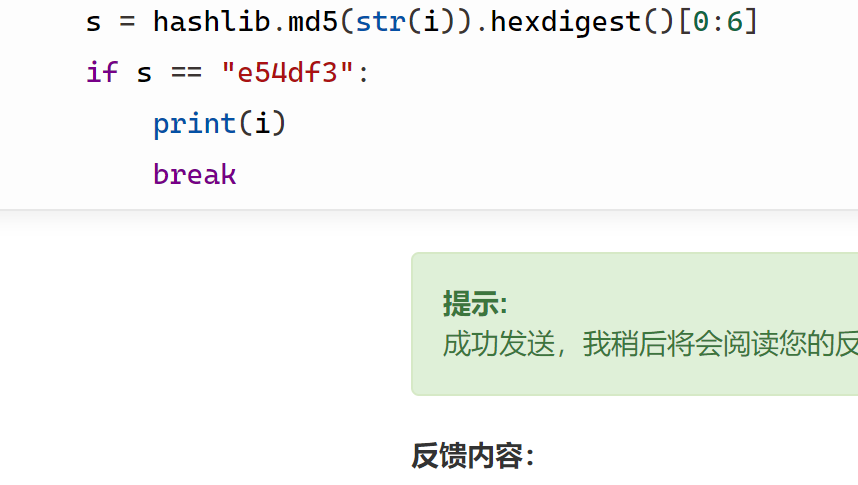 s = hashlib.md5(str(i)).hexdigest()[0:6]
if s == "e54df3":
print(i)
break
提示:
成功发送，我稍后将会阅读您的反
反馈内容：